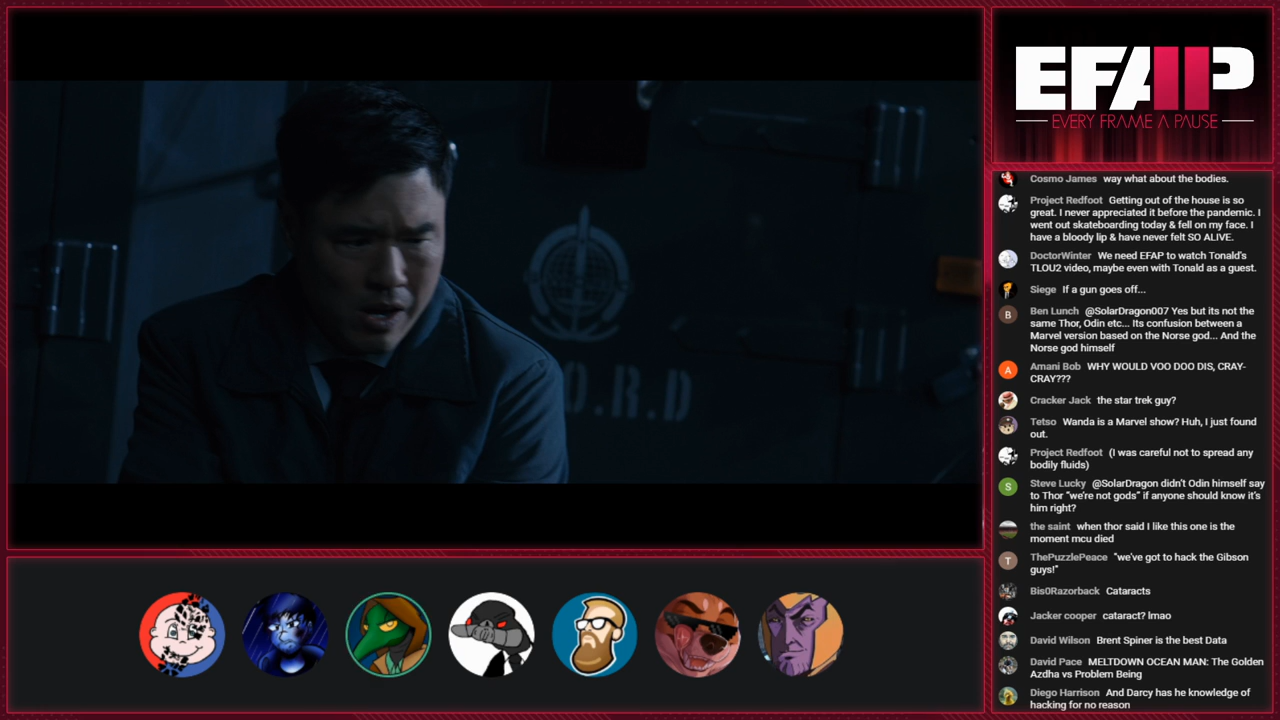 O.R.D
EFAP
EVERY FRAME A PAUSE
Cosmo James way what about the bodies.
Project Redfoot Getting out of the house is so
great. I never appreciated it before the pandemic. I
went out skateboarding today & fell on my face. I
have a bloody lip & have never felt SO ALIVE.
DoctorWinter We need EFAP to watch Tonald's
TLOU2 video, maybe even with Tonald as a guest.
Siege If a gun goes off...
B
Ben Lunch @SolarDragon007 Yes but its not the
same Thor, Odin etc... Its confusion between a
Marvel version based on the Norse god... And the
Norse god himself
A
Amani Bob WHY WOULD VOO DOO DIS, CRAY-
CRAY???
Cracker Jack the star trek guy?
Tetso Wanda is a Marvel show? Huh, I just found
out.
Project Redfoot (I was careful not to spread any
bodily fluids)
S
Steve Lucky @SolarDragon didn't Odin himself say
to Thor “we're not gods” if anyone should know it's
him right?
the saint when thor said I like this one is the
moment mcu died
T
ThePuzzlePeace "we've got to hack the Gibson
guys!"
Bis0Razorback Cataracts
Jacker cooper cataract? lmao
David Wilson Brent Spiner is the best Data
David Pace MELTDOWN OCEAN MAN: The Golden
Azdha vs Problem Being
Diego Harrison And Darcy has he knowledge of
hacking for no reason